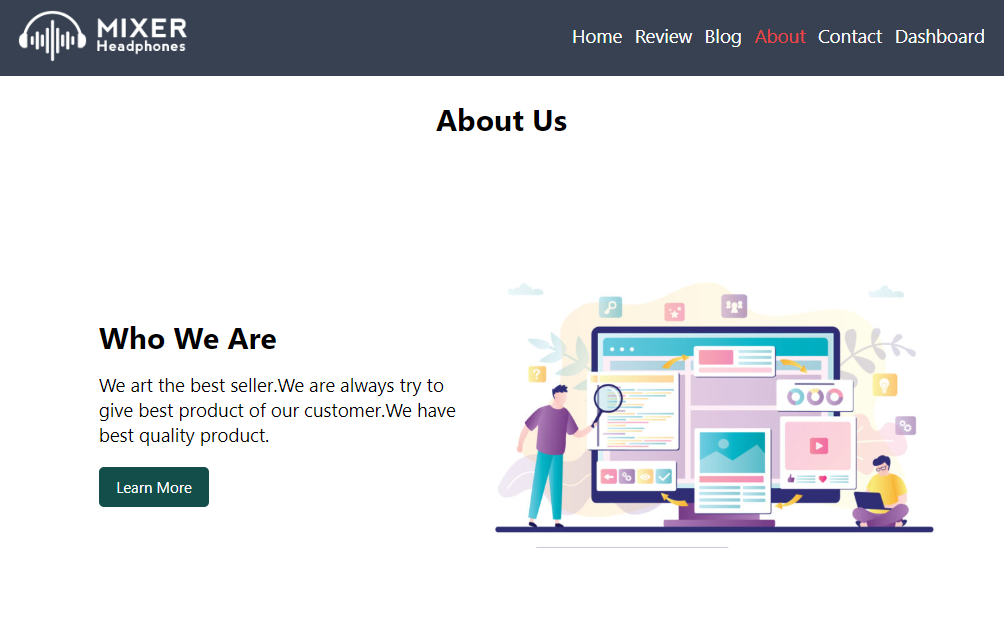 MIXER
Headphones
Home Review Blog About Contact Dashboard
About Us
Who We Are
We art the best seller.We are always try to
give best product of our customer.We have
best quality product.
Learn More
?